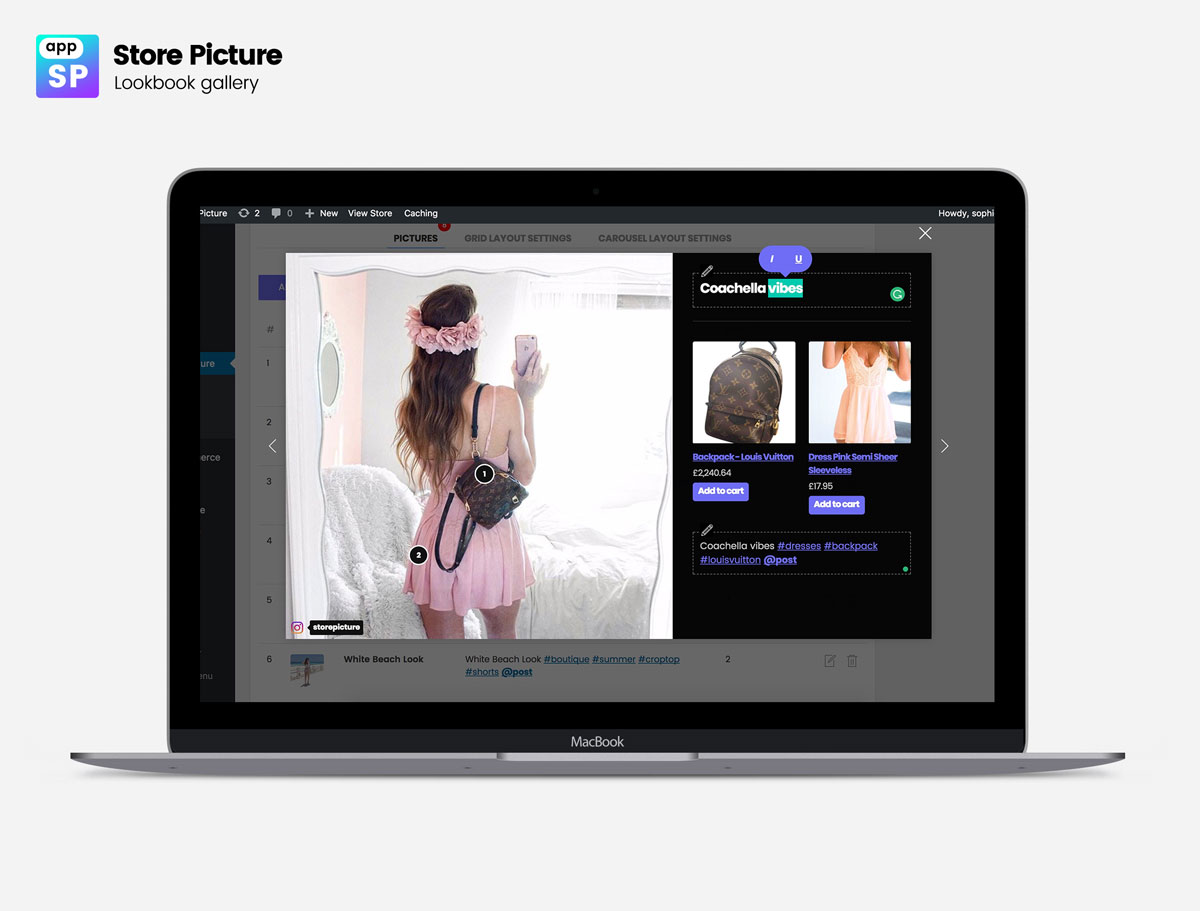 app
SP
Store Picture
Lookbook gallery
Picture 2 0 New View Store Caching Howdy, sophi
PICTURES 6 GRID LAYOUT SETTINGS CAROUSEL LAYOUT SETTINGS
A
#
1
2
3
4
5
ure
erce
e
enu
1
2
storepicture
I U
Coachella vibes
Backpack - Louis Vuitton
£2,240.64
Add to cart
Dress Pink Semi Sheer
Sleeveless
£17.95
Add to cart
Coachella vibes #dresses #backpack
#louisvuitton @post
6 White Beach Look White Beach Look #boutique #summer #croptop 2
#shorts @post
MacBook